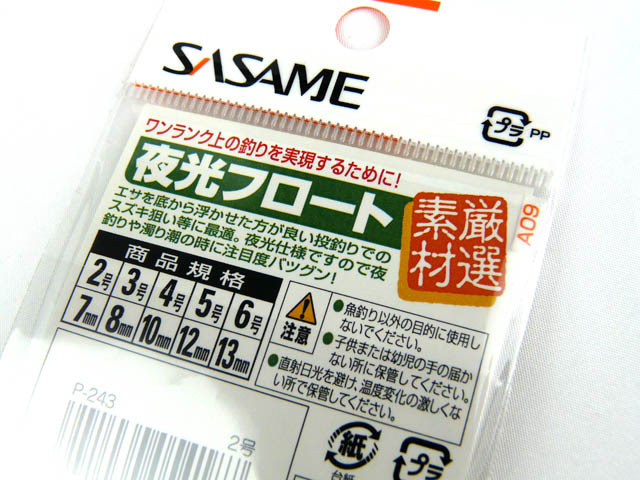 SASAME
プラ PP
ワンランク上の釣りを実現するために!
夜光フロート
厳選
素材
A09
エサを底から浮かせた方が良い投釣りでの
スズキ狙い等に最適。夜光仕様ですので夜
釣りや濁り潮の時に注目度バツグン!
商品規格
2号 3号 4号 5号 6号
7mm 8mm 10mm 12mm 13mm
注意
●魚釣り以外の目的に使用し
ないでください。
●子供または幼児の手の届か
ない所に保管してください。
●直射日光を避け、温度変化の激しくな
い所で保管してください。
P-243
2号
紙
台紙
プラ